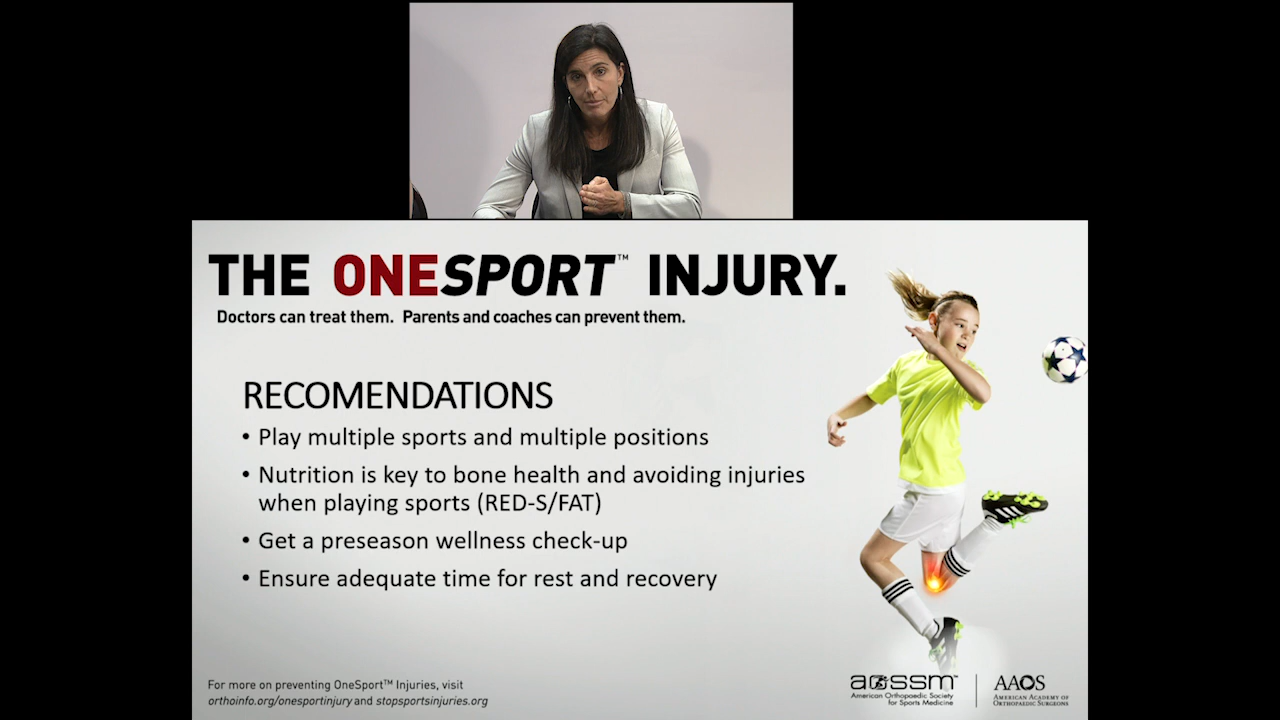 THE ONESPORT™ INJURY.
Doctors can treat them. Parents and coaches can prevent them.
RECOMENDATIONS
• Play multiple sports and multiple positions
• Nutrition is key to bone health and avoiding injuries
when playing sports (RED-S/FAT)
• Get a preseason wellness check-up
• Ensure adequate time for rest and recovery
For more on preventing OneSport™ Injuries, visit
orthoinfo.org/onesportinjury and stopsportsinjuries.org
aossm™
American Orthopaedic Society
for Sports Medicine
AAOS
AMERICAN ACADEMY OF
ORTHOPAEDIC SURGEONS